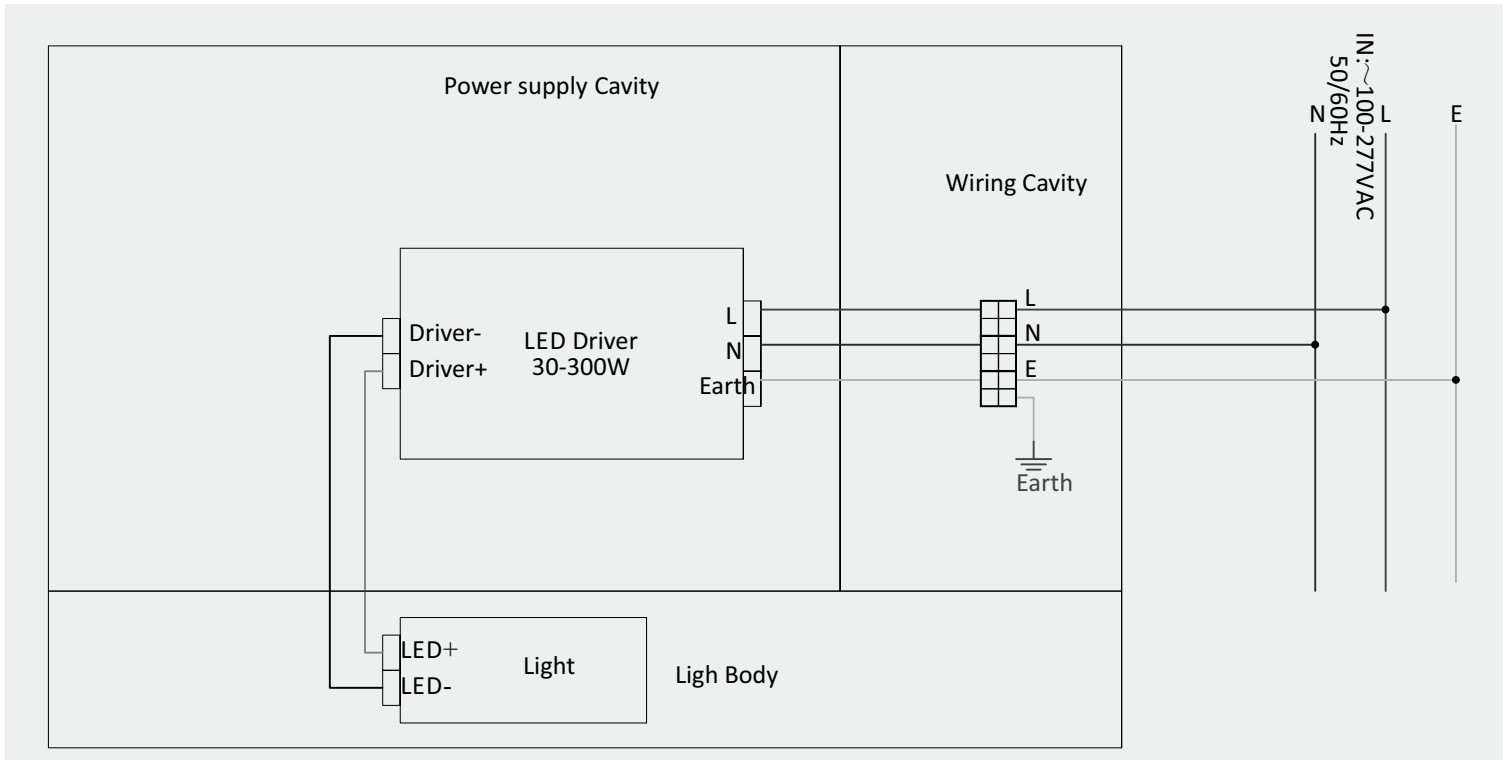 Power supply Cavity
Wiring Cavity
IN:～100-277VAC
50/60Hz
N
L
E
Driver-
Driver+
LED Driver
30-300W
L
N
Earth
L
N
E
Earth
LED+
LED-
Light
Ligh Body